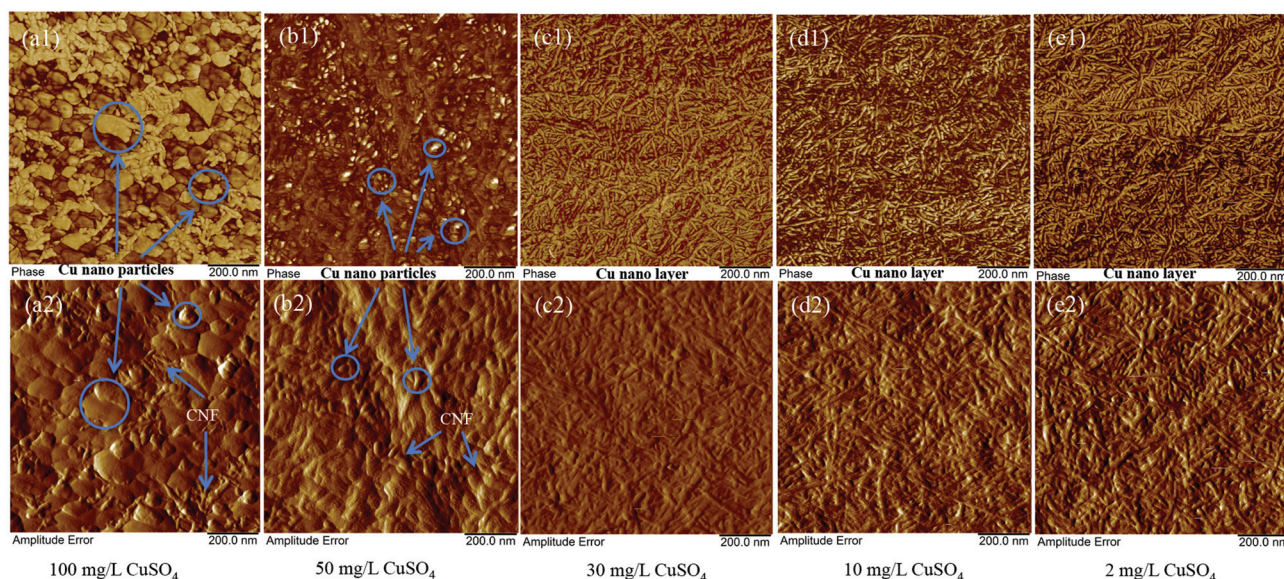 (a1) (b1) (c1) (d1) (e1)
Phase Cu nano particles 200.0 nm Phase Cu nano particles 200.0 nm Phase Cu nano layer 200.0 nm Phase Cu nano layer 200.0 nm Phase Cu nano layer 200.0 nm
(a2) (b2) (c2) (d2) (e2)
CNF CNF
Amplitude Error 200.0 nm Amplitude Error 200.0 nm Amplitude Error 200.0 nm Amplitude Error 200.0 nm Amplitude Error 200.0 nm
100 mg/L CuSO₄ 50 mg/L CuSO₄ 30 mg/L CuSO₄ 10 mg/L CuSO₄ 2 mg/L CuSO₄